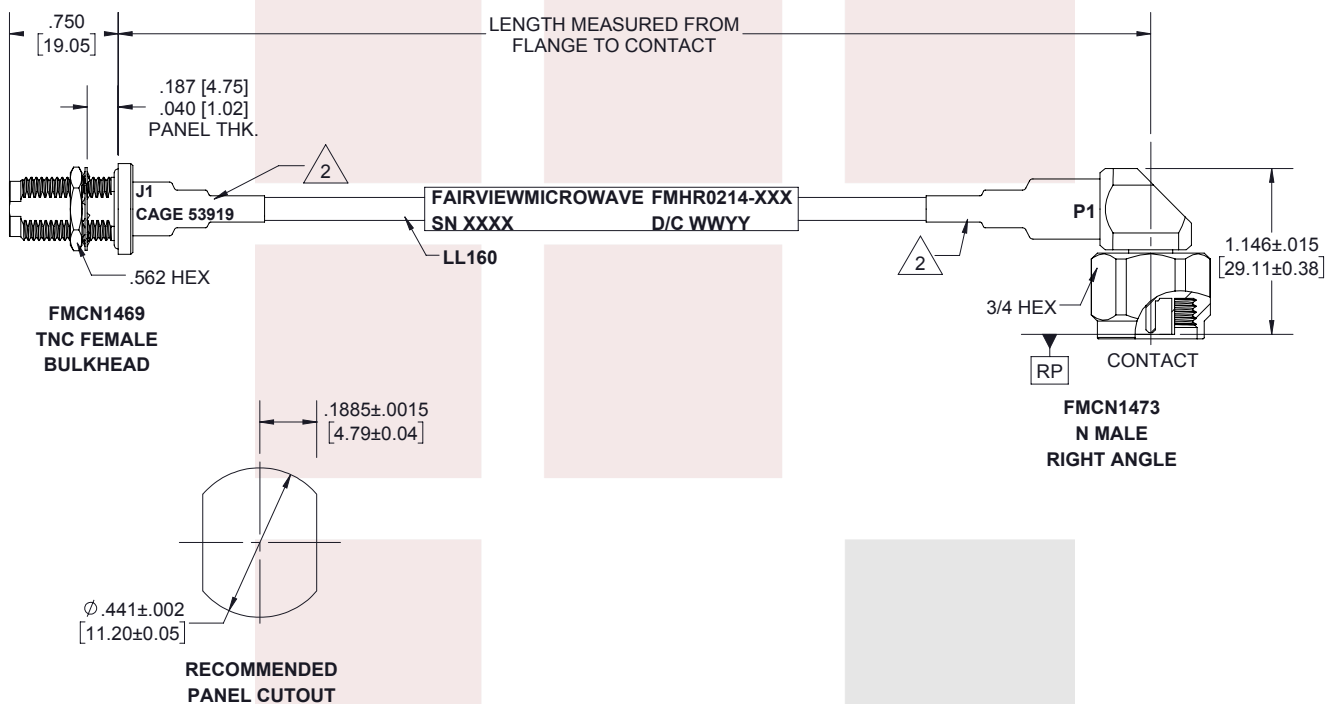 .750
[19.05]
LENGTH MEASURED FROM
FLANGE TO CONTACT
.187 [4.75]
.040 [1.02]
PANEL THK.
2
J1
CAGE 53919
FAIRVIEWMICROWAVE FMHR0214-XXX
SN XXXX D/C WWYY
P1
1.146±.015
[29.11±0.38]
2
LL160
.562 HEX
3/4 HEX
FMCN1469
TNC FEMALE
BULKHEAD
RP
CONTACT
FMCN1473
N MALE
RIGHT ANGLE
.1885±.0015
[4.79±0.04]
∅.441±.002
[11.20±0.05]
RECOMMENDED
PANEL CUTOUT